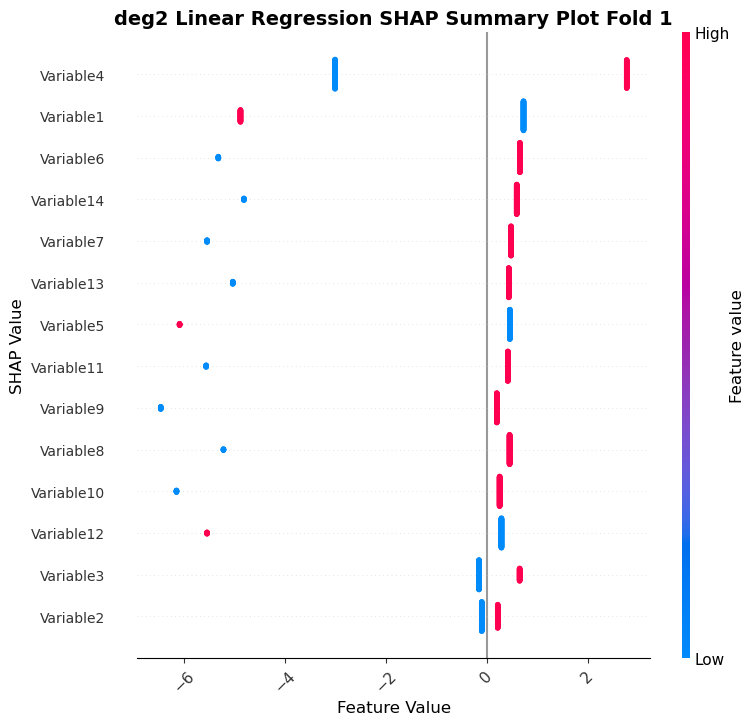 deg2 Linear Regression SHAP Summary Plot Fold 1
High
Variable4
Variable1
Variable6
Variable14
Variable7
Variable13
Variable5
Variable11
Variable9
Variable8
Variable10
Variable12
Variable3
Variable2
SHAP Value
Feature value
Low
−6 −4 −2 0 2
Feature Value